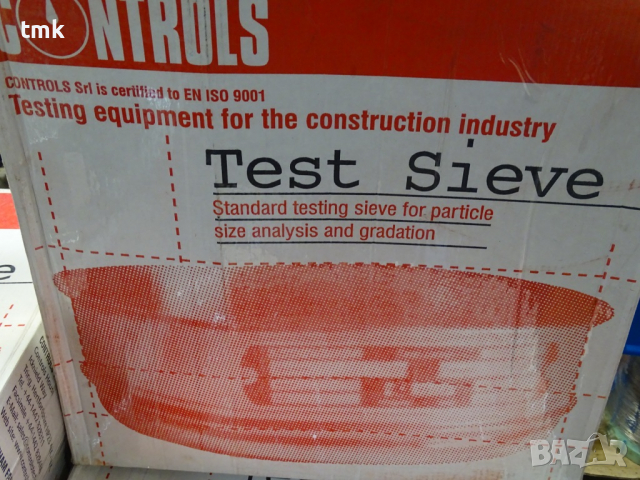 tmk
CONTROLS
CONTROLS Srl is certified to EN ISO 9001
Testing equipment for the construction industry
Test Sieve
Standard testing sieve for particle
size analysis and gradation
BAZAR